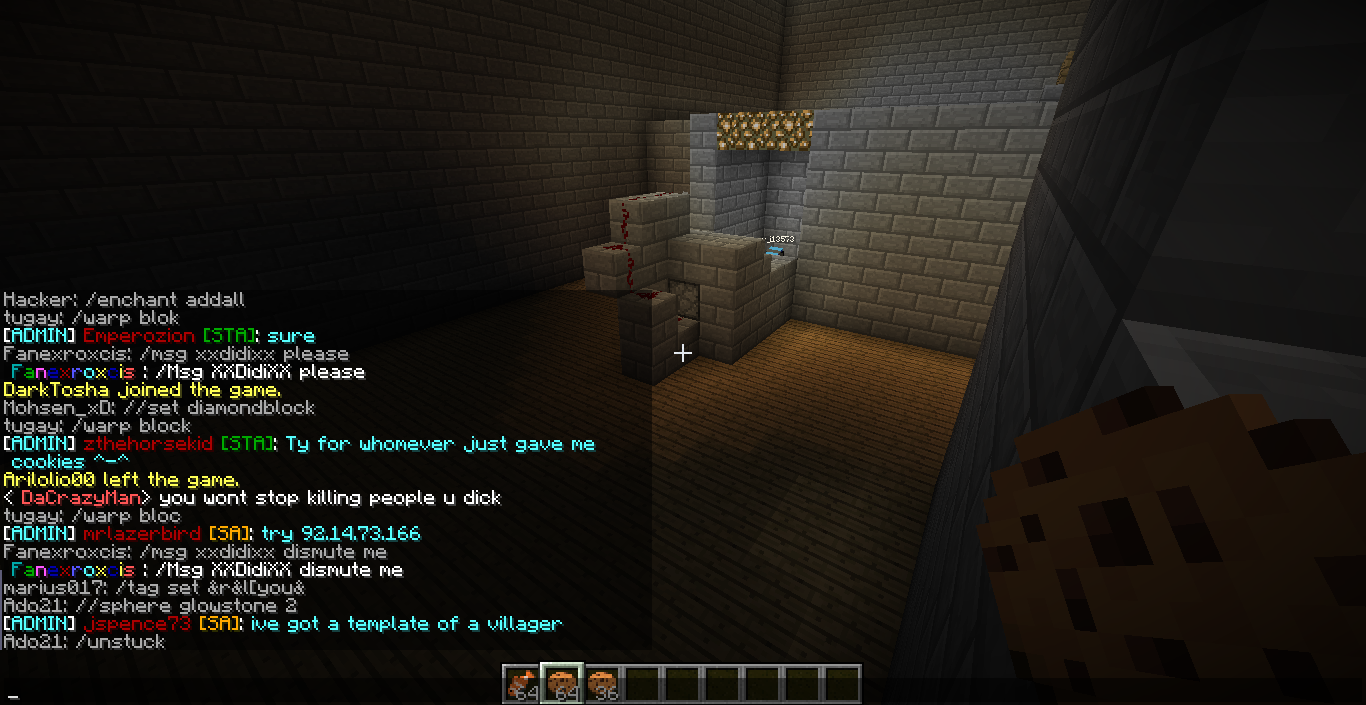 _i13573
Hacker: /enchant addall
tugay: /warp blok
[ADMIN] Emperozion [STA]: sure
Fanexroxcis: /msg xxdidixx please
Fanexroxcis : /Msg XXDidiXX please
DarkTosha joined the game.
Mohsen_xD: //set diamondblock
tugay: /warp block
[ADMIN] zthehorsekid [STA]: Ty for whomever just gave me
cookies ^-^
Arilolio00 left the game.
< DaCrazyMan> you wont stop killing people u dick
tugay: /warp bloc
[ADMIN] mrlazerbird [SA]: try 92.14.73.166
Fanexroxcis: /msg xxdidixx dismute me
Fanexroxcis : /Msg XXDidiXX dismute me
marius017: /tag set &r&l[you&
Ado21: //sphere glowstone 2
[ADMIN] jspence73 [SA]: ive got a template of a villager
Ado21: /unstuck
_
64 64 36